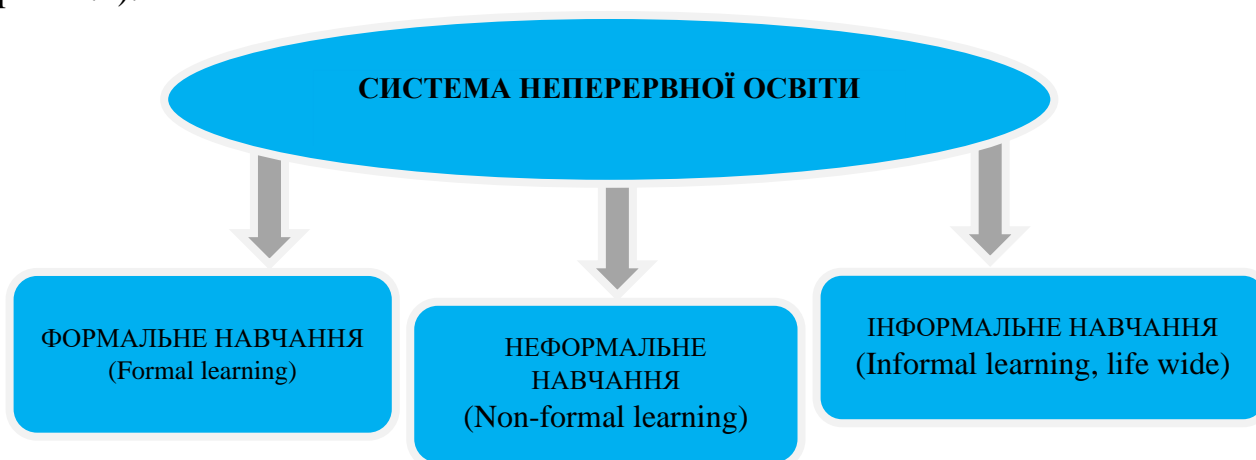 СИСТЕМА НЕПЕРЕРВНОЇ ОСВІТИ
ФОРМАЛЬНЕ НАВЧАННЯ
(Formal learning)
НЕФОРМАЛЬНЕ
НАВЧАННЯ
(Non-formal learning)
ІНФОРМАЛЬНЕ НАВЧАННЯ
(Informal learning, life wide)